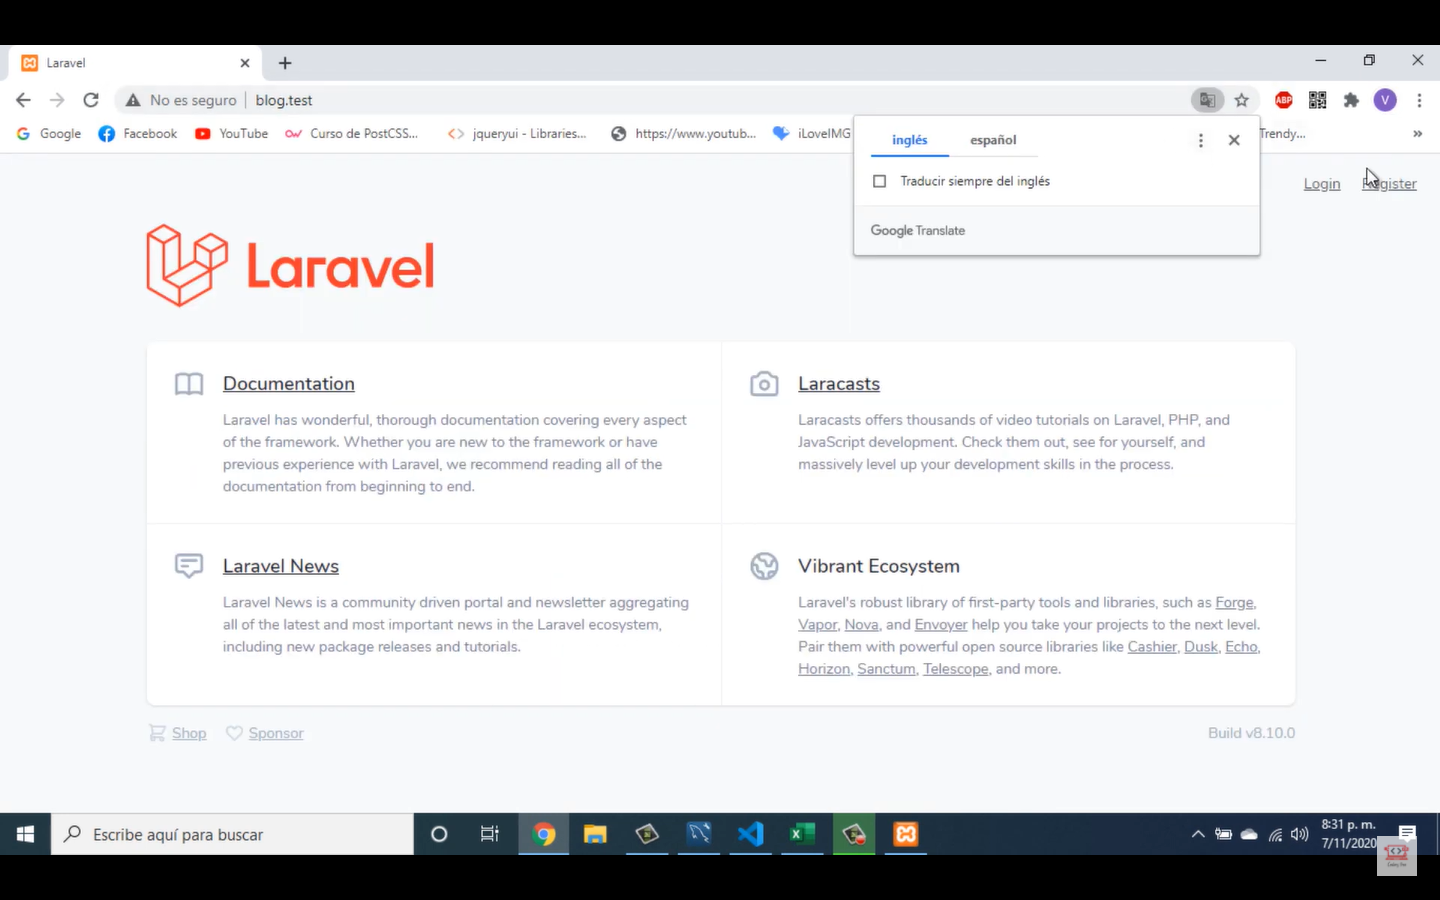 Laravel
No es seguro
blog.test
ABP
V
Google
Facebook
YouTube
Curso de PostCSS...
jqueryui - Libraries...
https://www.youtub...
iLoveIMG
Trendy...
»
inglés
español
Traducir siempre del inglés
Google Translate
Login
Register
Laravel
Documentation
Laravel has wonderful, thorough documentation covering every aspect
of the framework. Whether you are new to the framework or have
previous experience with Laravel, we recommend reading all of the
documentation from beginning to end.
Laracasts
Laracasts offers thousands of video tutorials on Laravel, PHP, and
JavaScript development. Check them out, see for yourself, and
massively level up your development skills in the process.
Laravel News
Laravel News is a community driven portal and newsletter aggregating
all of the latest and most important news in the Laravel ecosystem,
including new package releases and tutorials.
Vibrant Ecosystem
Laravel's robust library of first-party tools and libraries, such as Forge,
Vapor, Nova, and Envoyer help you take your projects to the next level.
Pair them with powerful open source libraries like Cashier, Dusk, Echo,
Horizon, Sanctum, Telescope, and more.
Shop
Sponsor
Build v8.10.0
Escribe aquí para buscar
8:31 p. m.
7/11/2020